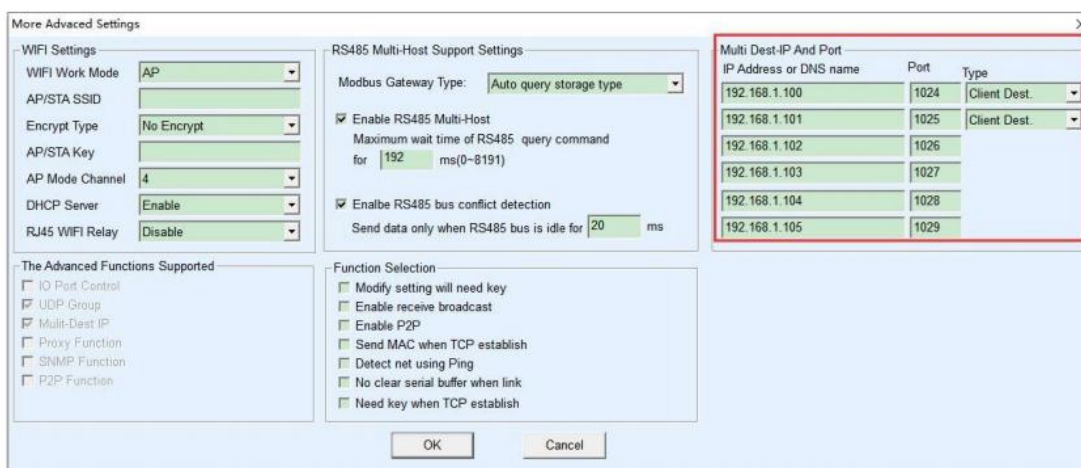 More Advaced Settings
WIFI Settings
WIFI Work Mode AP
AP/STA SSID
Encrypt Type No Encrypt
AP/STA Key
AP Mode Channel 4
DHCP Server Enable
RJ45 WIFI Relay Disable
The Advanced Functions Supported
IO Port Control
UDP Group
Mulit-Dest IP
Proxy Function
SNMP Function
P2P Function
RS485 Multi-Host Support Settings
Modbus Gateway Type: Auto query storage type
Enable RS485 Multi-Host
Maximum wait time of RS485 query command
for 192 ms(0~8191)
Enalbe RS485 bus conflict detection
Send data only when RS485 bus is idle for 20 ms
Function Selection
Modify setting will need key
Enable receive broadcast
Enable P2P
Send MAC when TCP establish
Detect net using Ping
No clear serial buffer when link
Need key when TCP establish
Multi Dest-IP And Port
IP Address or DNS name Port Type
192.168.1.100 1024 Client Dest.
192.168.1.101 1025 Client Dest.
192.168.1.102 1026
192.168.1.103 1027
192.168.1.104 1028
192.168.1.105 1029
OK Cancel